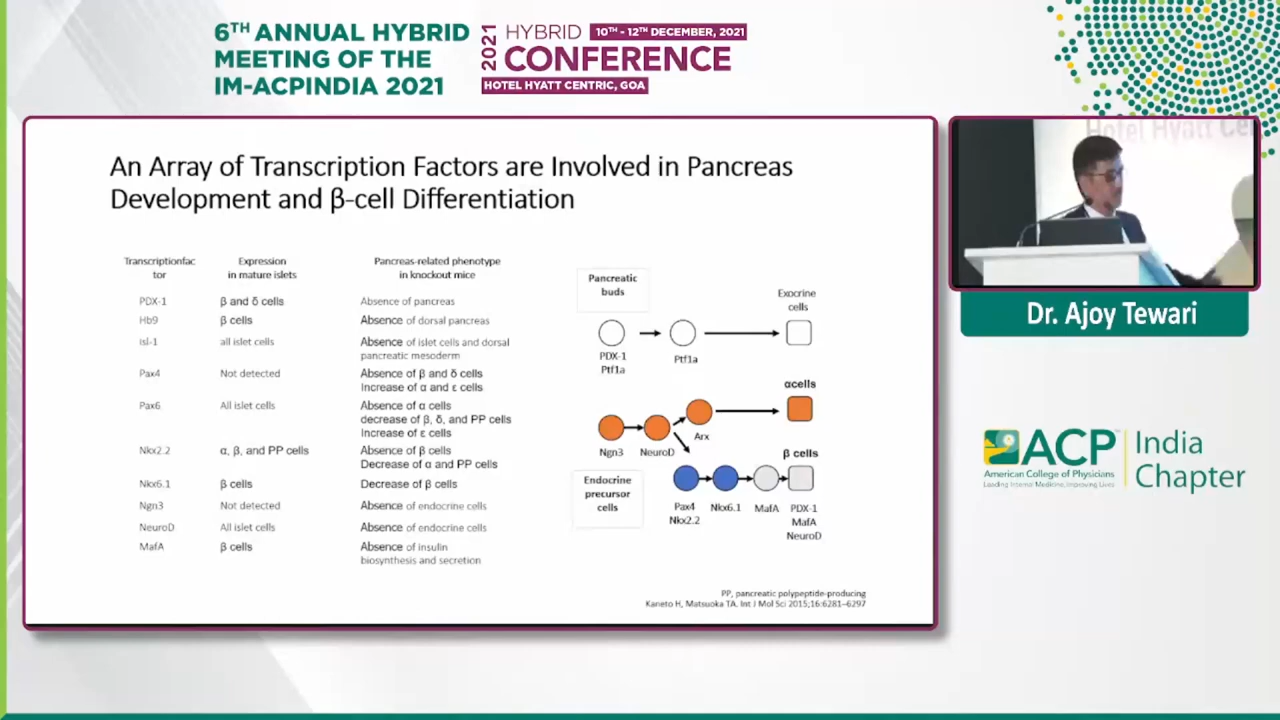 6TH ANNUAL HYBRID
MEETING OF THE
IM-ACPINDIA 2021
2021
HYBRID
10TH - 12TH DECEMBER, 2021
CONFERENCE
HOTEL HYATT CENTRIC, GOA
An Array of Transcription Factors are Involved in Pancreas
Development and β-cell Differentiation
Transcriptionfac
tor
Expression
in mature islets
Pancreas-related phenotype
in knockout mice
PDX-1
β and δ cells
Absence of pancreas
Hb9
β cells
Absence of dorsal pancreas
Isl-1
all islet cells
Absence of islet cells and dorsal
pancreatic mesoderm
Pax4
Not detected
Absence of β and δ cells
Increase of α and ε cells
Pax6
All islet cells
Absence of α cells
decrease of β, δ, and PP cells
Increase of ε cells
Nkx2.2
α, β, and PP cells
Absence of β cells
Decrease of α and PP cells
Nkx6.1
β cells
Decrease of β cells
Ngn3
Not detected
Absence of endocrine cells
NeuroD
All islet cells
Absence of endocrine cells
MafA
β cells
Absence of insulin
biosynthesis and secretion
Pancreatic
buds
Exocrine
cells
PDX-1
Ptf1a
Ptf1a
αcells
Arx
Ngn3
NeuroD
β cells
Endocrine
precursor
cells
Pax4
Nkx2.2
Nkx6.1
MafA
PDX-1
MafA
NeuroD
PP, pancreatic polypeptide-producing
Kaneto H, Matsuoka TA. Int J Mol Sci 2015;16:6281–6297
Hotel Hyatt Ce
Dr. Ajoy Tewari
ACP
American College of Physicians
Leading Internal Medicine, Improving Lives
India
Chapter